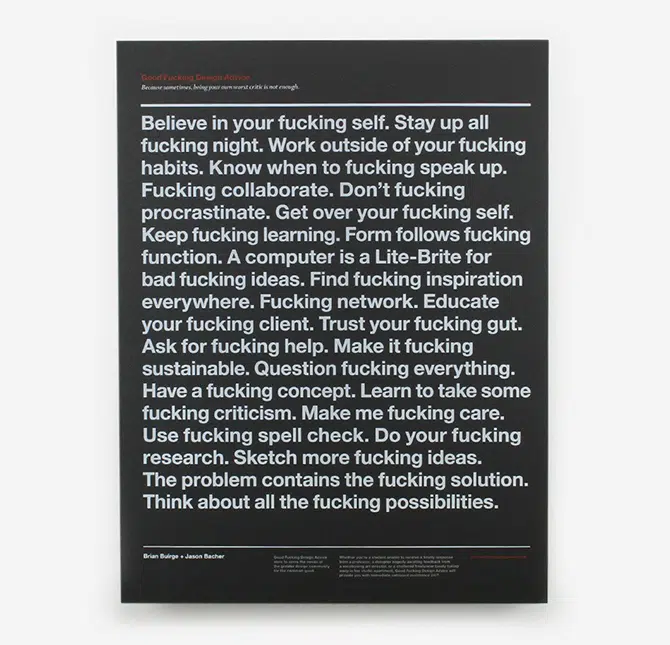 Good Fucking Design Advice
Because sometimes, being your own worst critic is not enough.
Believe in your fucking self. Stay up all
fucking night. Work outside of your fucking
habits. Know when to fucking speak up.
Fucking collaborate. Don’t fucking
procrastinate. Get over your fucking self.
Keep fucking learning. Form follows fucking
function. A computer is a Lite-Brite for
bad fucking ideas. Find fucking inspiration
everywhere. Fucking network. Educate
your fucking client. Trust your fucking gut.
Ask for fucking help. Make it fucking
sustainable. Question fucking everything.
Have a fucking concept. Learn to take some
fucking criticism. Make me fucking care.
Use fucking spell check. Do your fucking
research. Sketch more fucking ideas.
The problem contains the fucking solution.
Think about all the fucking possibilities.
Brian Buirge + Jason Bacher
Good Fucking Design Advice